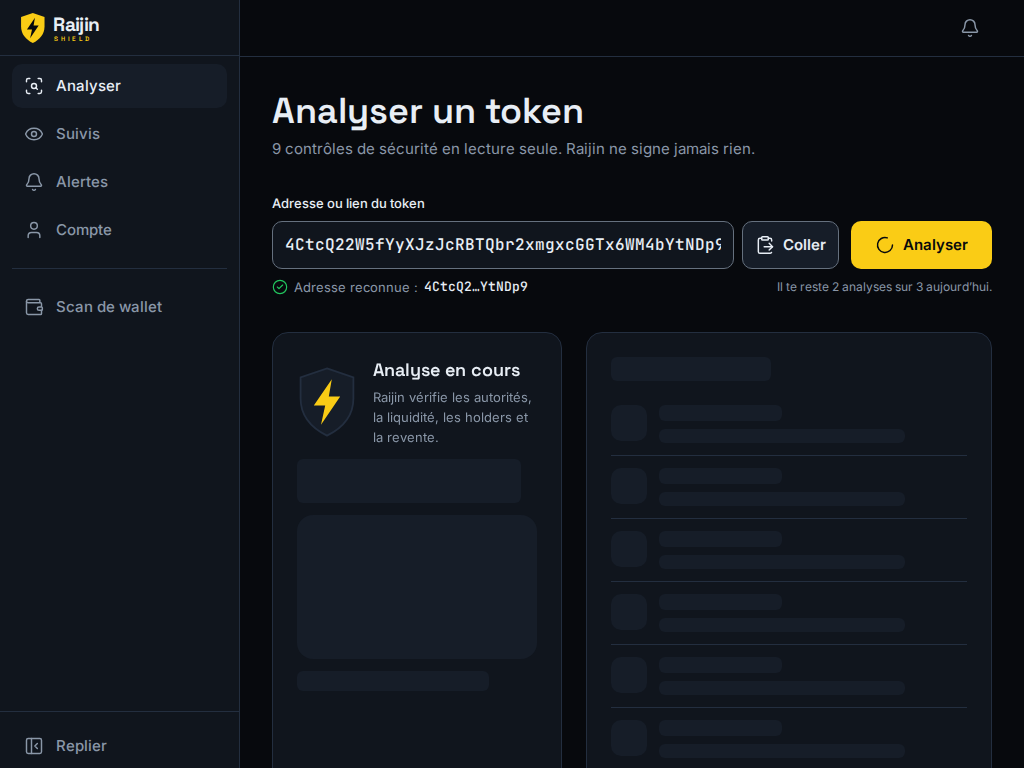 Raijin
SHIELD
Analyser
Suivis
Alertes
Compte
Scan de wallet
Replier
Analyser un token
9 contrôles de sécurité en lecture seule. Raijin ne signe jamais rien.
Adresse ou lien du token
4CtcQ22W5fYyXJzJcRBTQbr2xmgxcGGTx6WM4bYtNDp9
Coller
Analyser
Adresse reconnue : 4CtcQ2…YtNDp9
Il te reste 2 analyses sur 3 aujourd’hui.
Analyse en cours
Raijin vérifie les autorités,
la liquidité, les holders et
la revente.